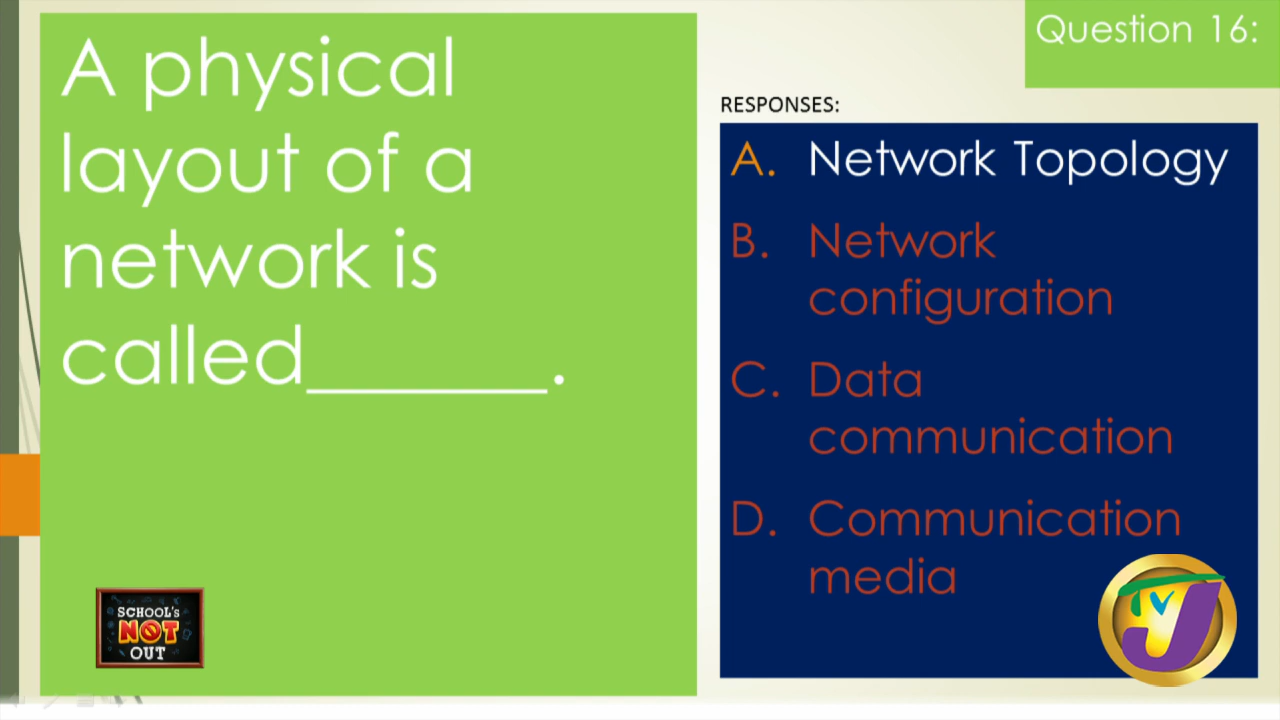 A physical
layout of a
network is
called______.
Question 16:
RESPONSES:
A. Network Topology
B. Network
configuration
C. Data
communication
D. Communication
media
SCHOOL's
NOT
OUT
TVJ